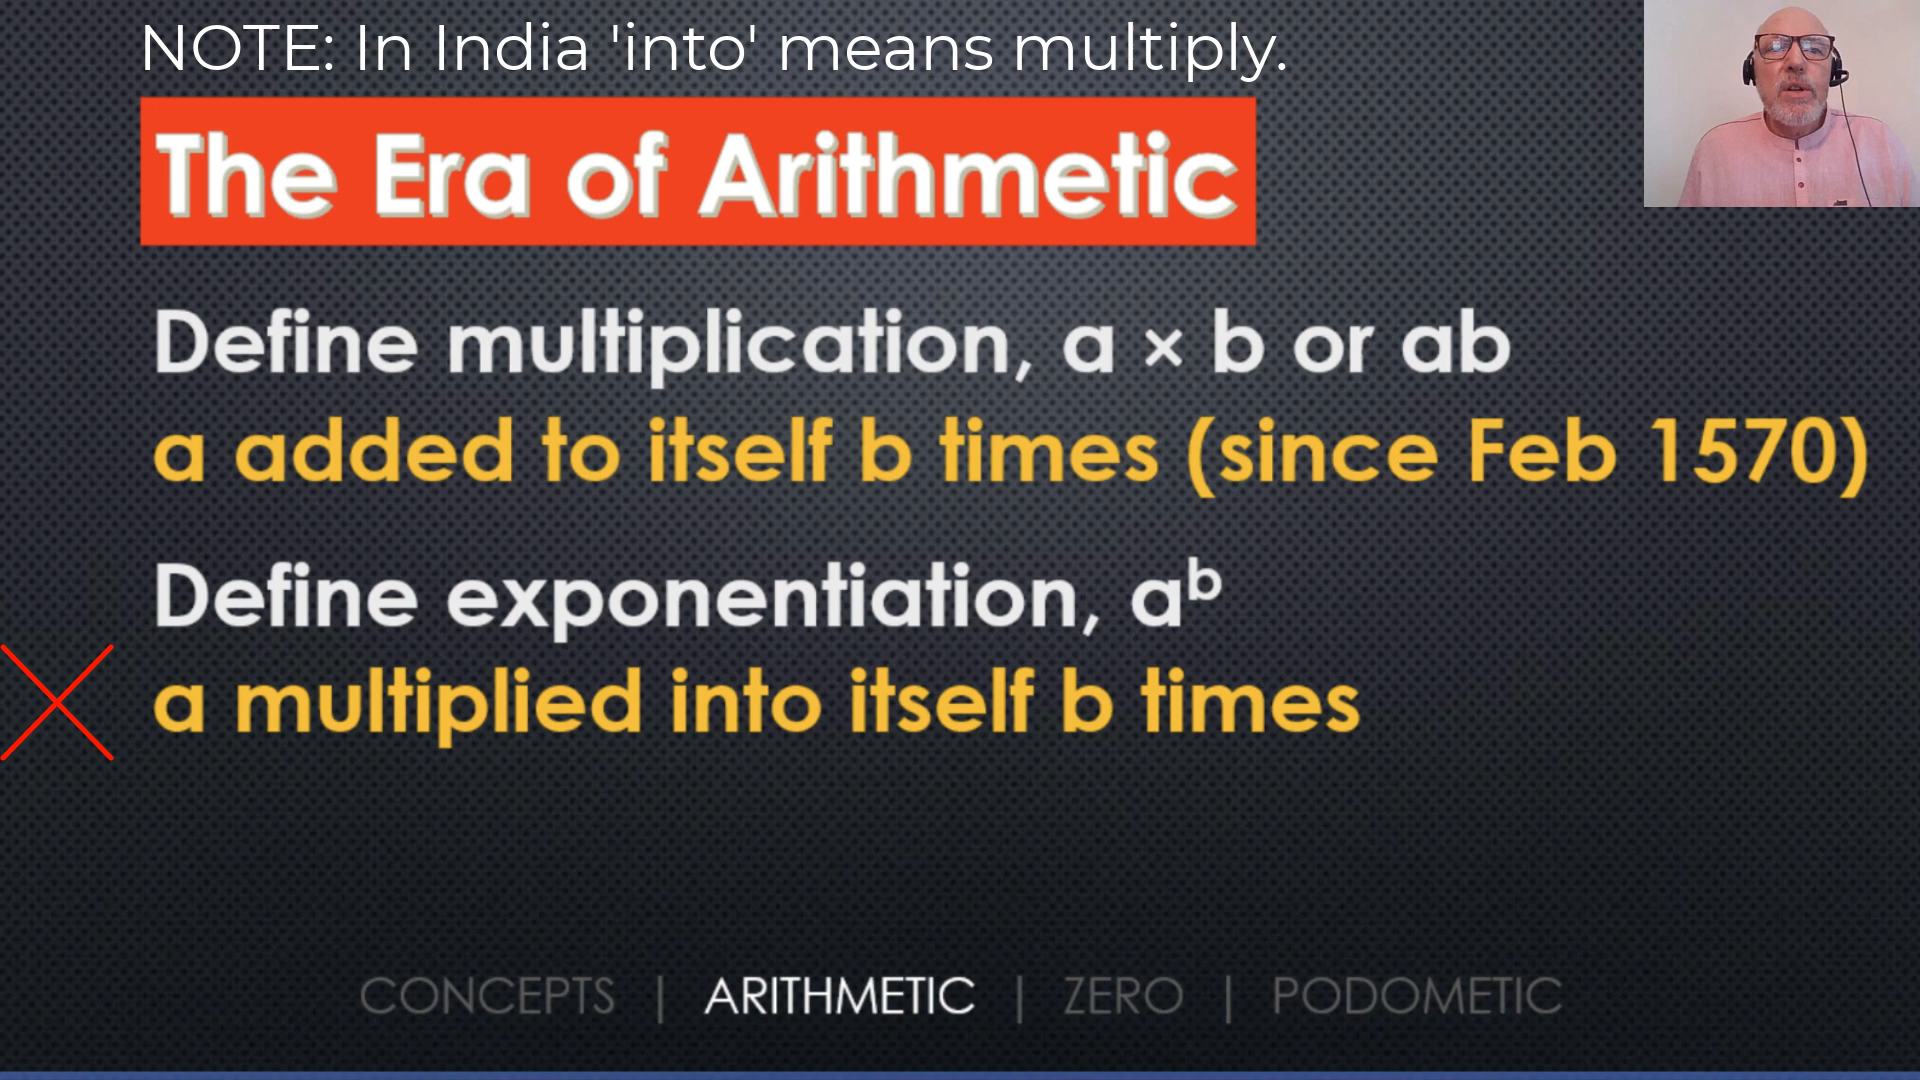 NOTE: In India 'into' means multiply.
The Era of Arithmetic
Define multiplication, a × b or ab
a added to itself b times (since Feb 1570)
Define exponentiation, aᵇ
a multiplied into itself b times
CONCEPTS | ARITHMETIC | ZERO | PODOMETIC